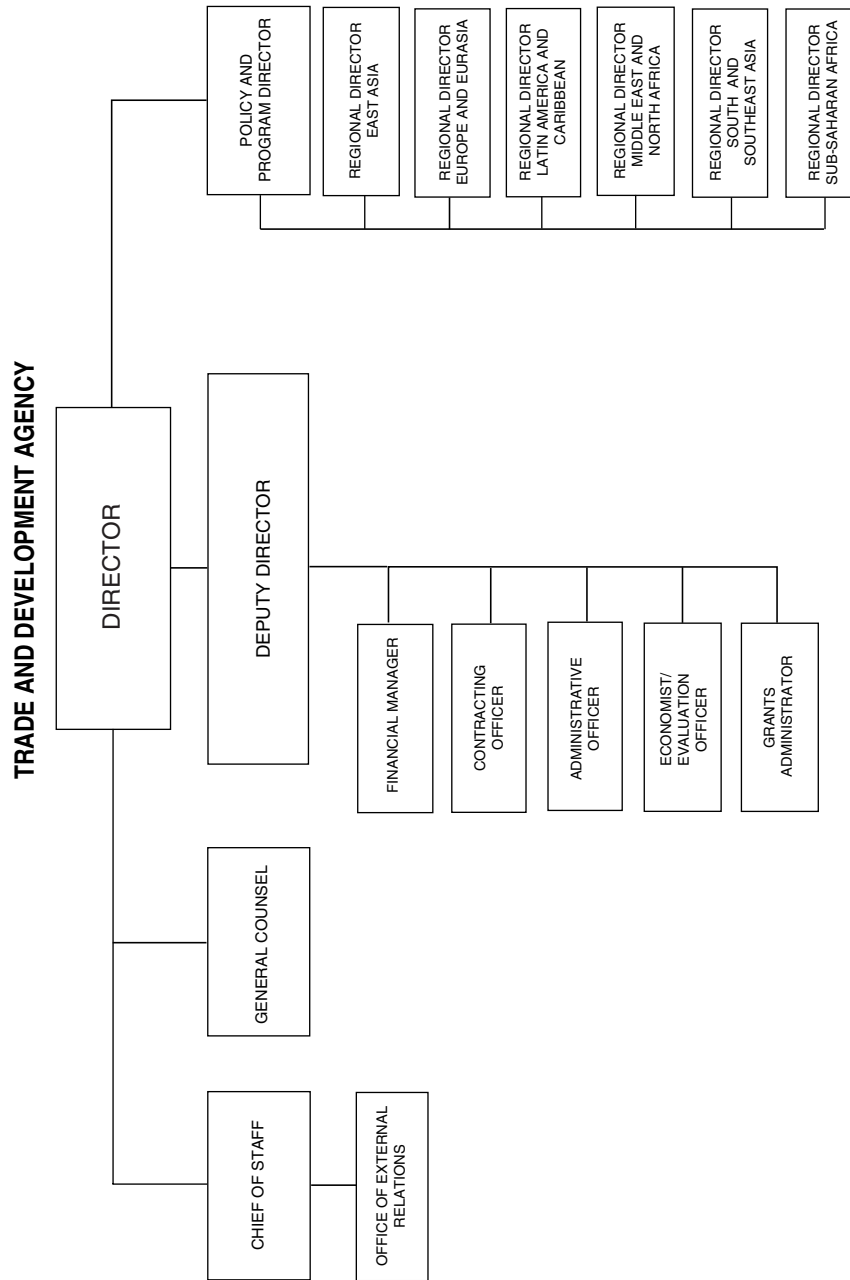 TRADE AND DEVELOPMENT AGENCY
DIRECTOR
CHIEF OF STAFF
GENERAL COUNSEL
DEPUTY DIRECTOR
POLICY AND
PROGRAM DIRECTOR
OFFICE OF EXTERNAL
RELATIONS
FINANCIAL MANAGER
CONTRACTING
OFFICER
ADMINISTRATIVE
OFFICER
ECONOMIST/
EVALUATION
OFFICER
GRANTS
ADMINISTRATOR
REGIONAL DIRECTOR
EAST ASIA
REGIONAL DIRECTOR
EUROPE AND EURASIA
REGIONAL DIRECTOR
LATIN AMERICA AND
CARIBBEAN
REGIONAL DIRECTOR
MIDDLE EAST AND
NORTH AFRICA
REGIONAL DIRECTOR
SOUTH AND
SOUTHEAST ASIA
REGIONAL DIRECTOR
SUB-SAHARAN AFRICA